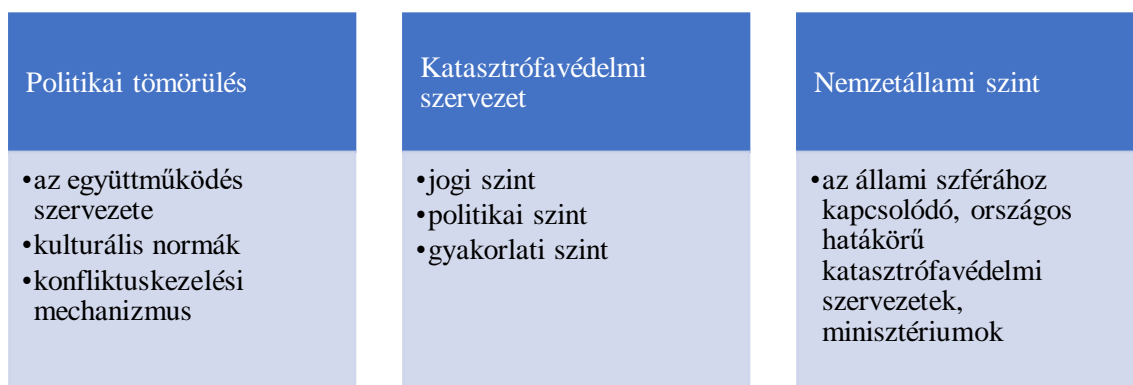 Politikai tömörülés
•az együttműködés
szervezete
•kulturális normák
•konfliktuskezelési
mechanizmus
Katasztrófavédelmi
szervezet
•jogi szint
•politikai szint
•gyakorlati szint
Nemzetállami szint
•az állami szférához
kapcsolódó, országos
hatákörű
katasztrófavédelmi
szervezetek,
minisztériumok